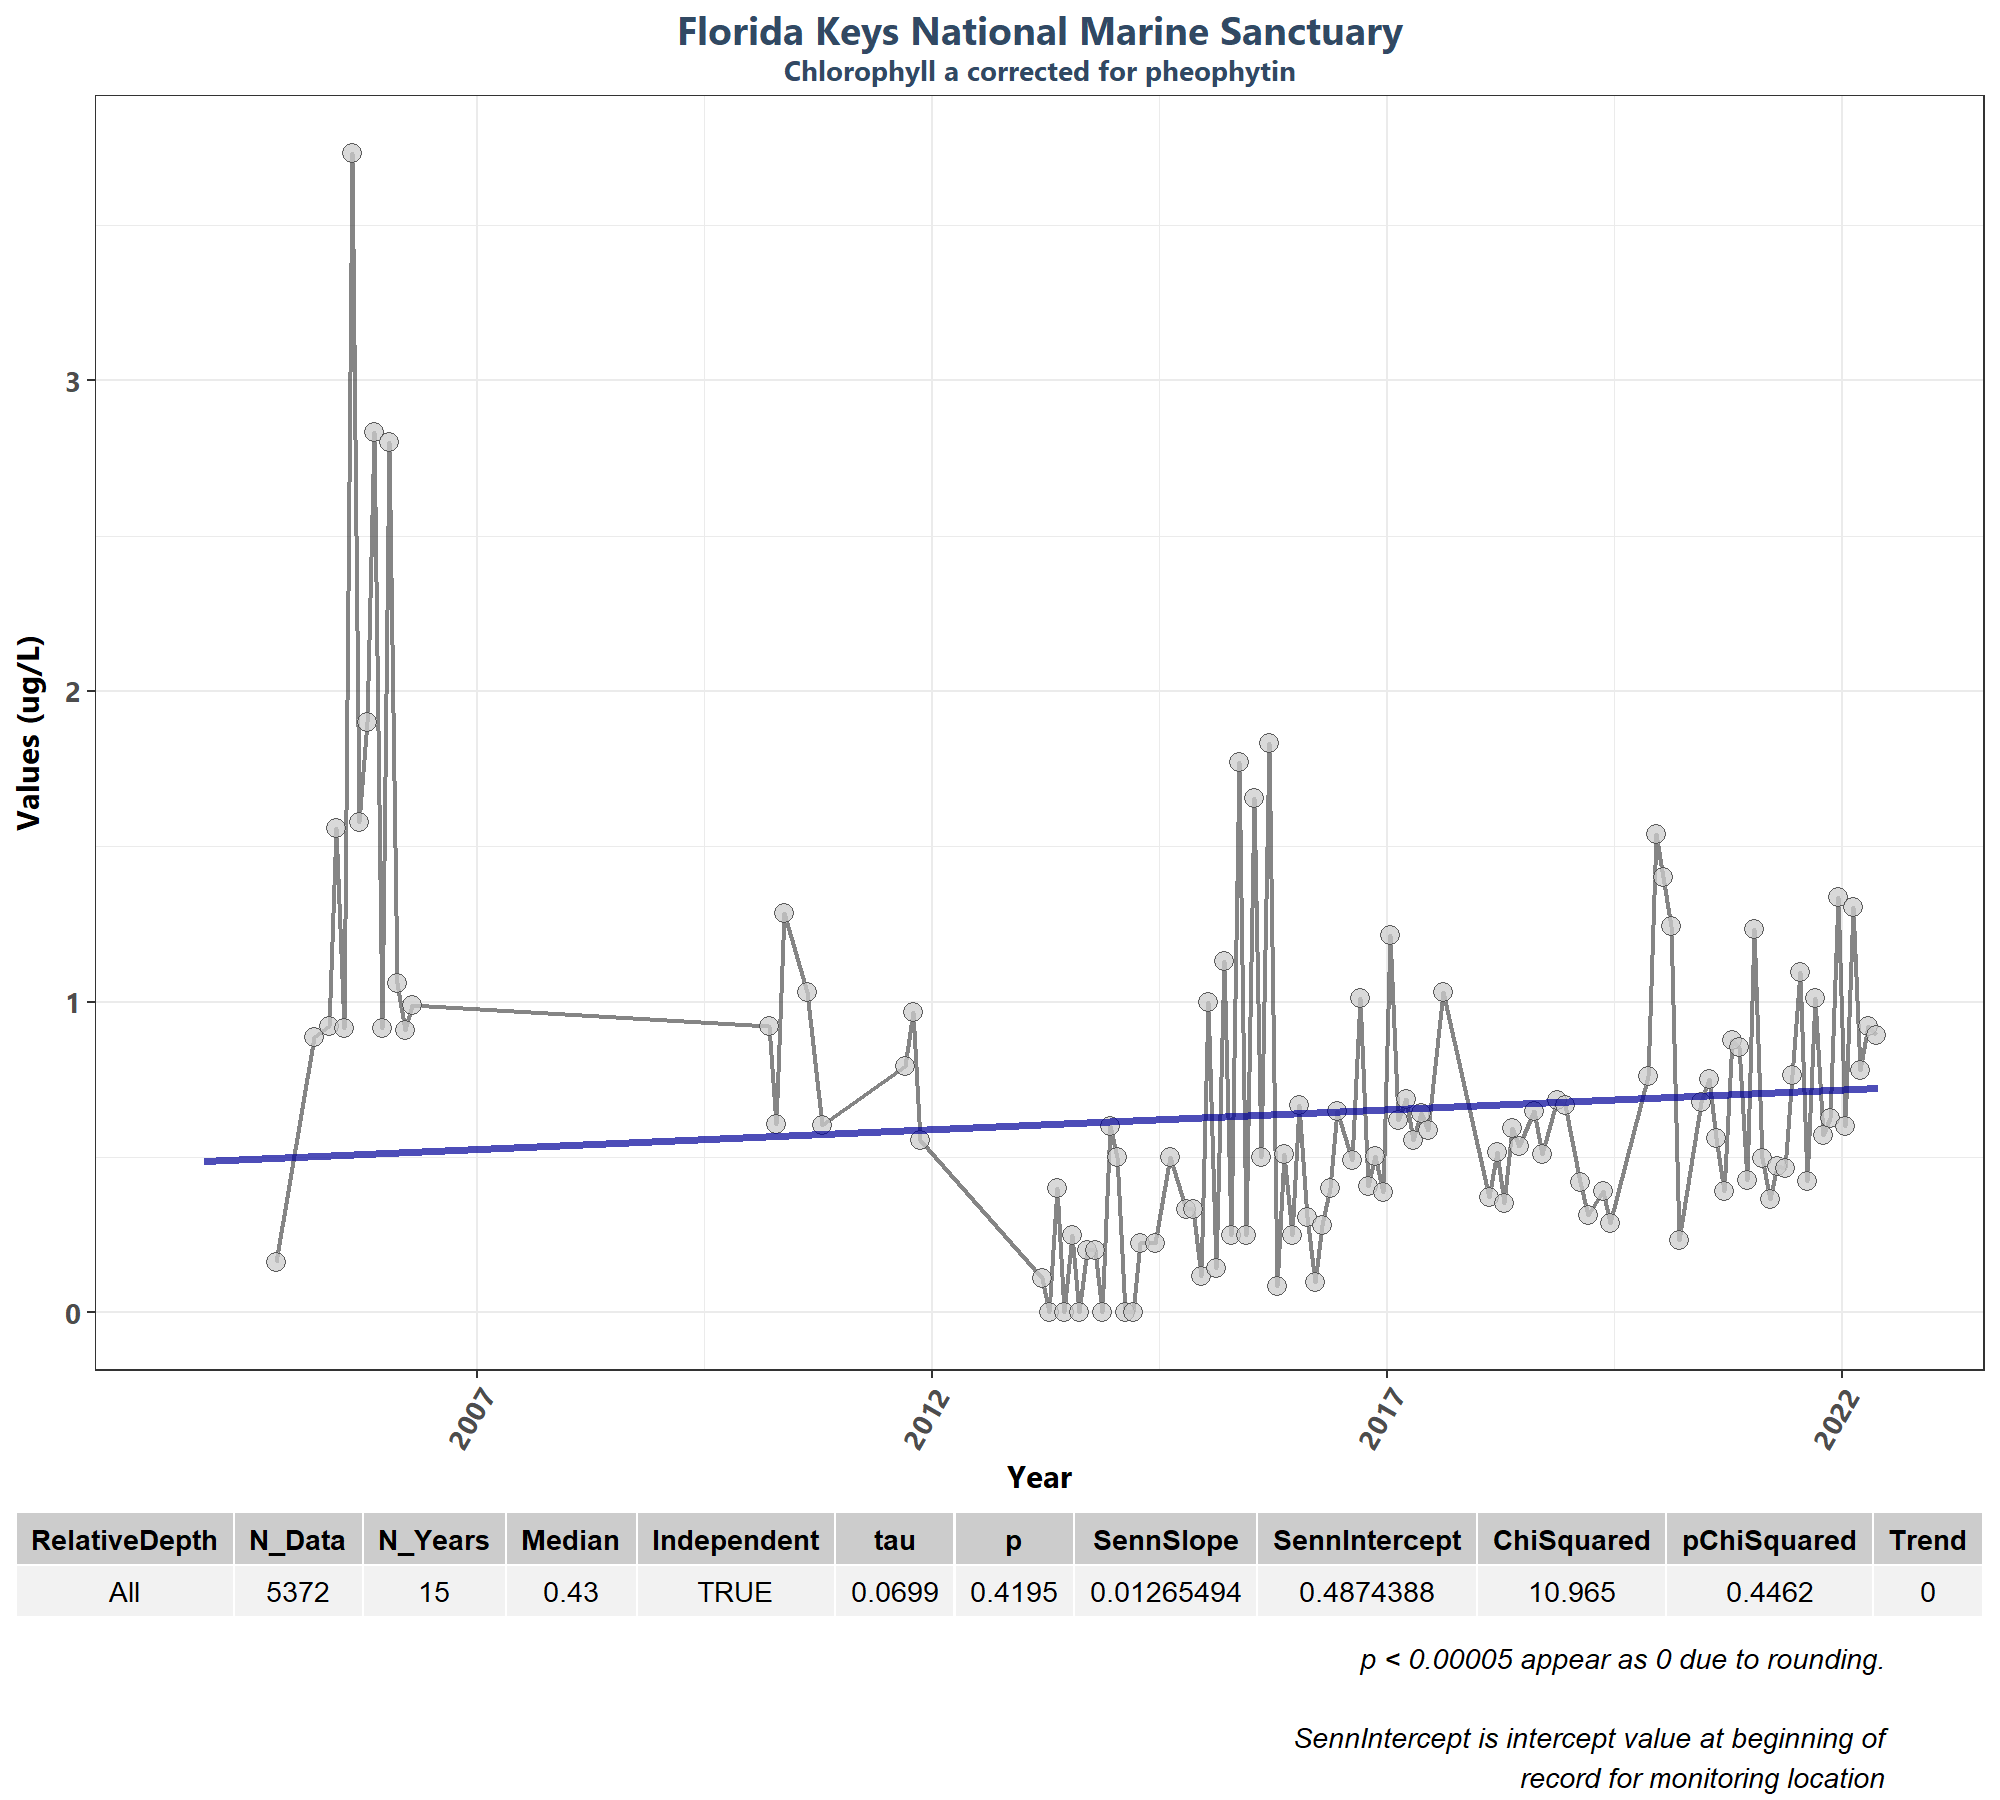 Florida Keys National Marine Sanctuary
Chlorophyll a corrected for pheophytin
Values (ug/L)
3
2
1
0
2007
2012
2017
2022
Year
RelativeDepth N_Data N_Years Median Independent tau p SennSlope SennIntercept ChiSquared pChiSquared Trend
All 5372 15 0.43 TRUE 0.0699 0.4195 0.01265494 0.4874388 10.965 0.4462 0
p < 0.00005 appear as 0 due to rounding.
SennIntercept is intercept value at beginning of
record for monitoring location